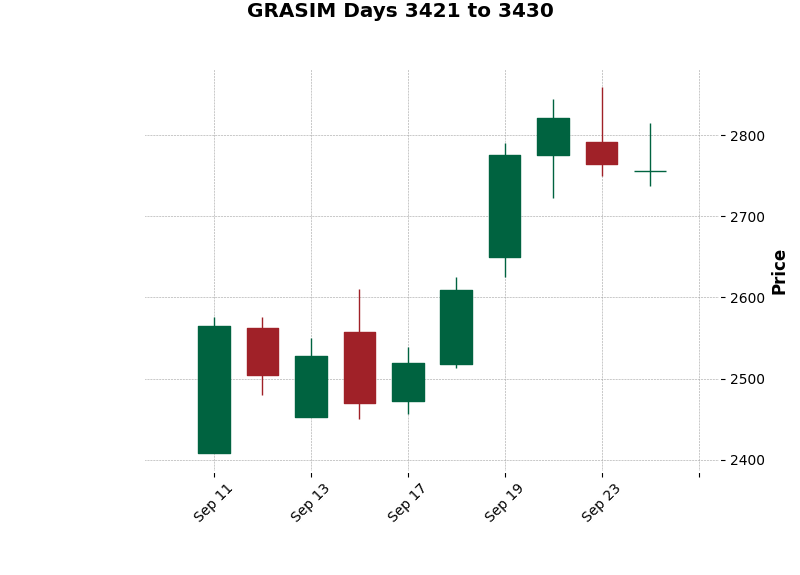 GRASIM Days 3421 to 3430
2800
2700
2600
2500
2400
Price
Sep 11
Sep 13
Sep 17
Sep 19
Sep 23